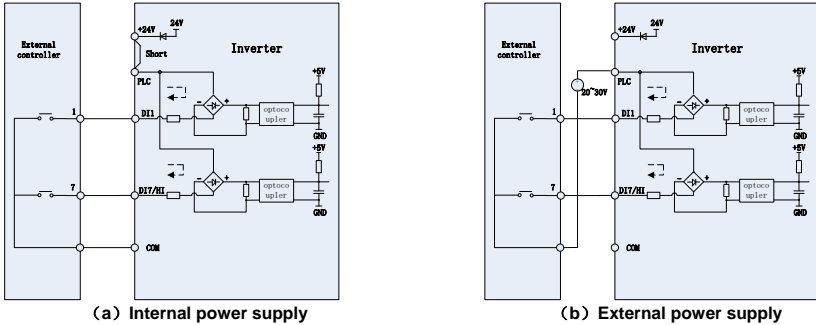 External
controller
1
7
+24V
24V
Short
PLC
Inverter
+5V
DI1
- +
optoco
upler
GND
+5V
DI7/HI
- +
optoco
upler
GND
COM
(a) Internal power supply
External
controller
1
7
20~30V
+24V
24V
PLC
Inverter
+5V
DI1
- +
optoco
upler
GND
+5V
DI7/HI
- +
optoco
upler
GND
COM
(b) External power supply